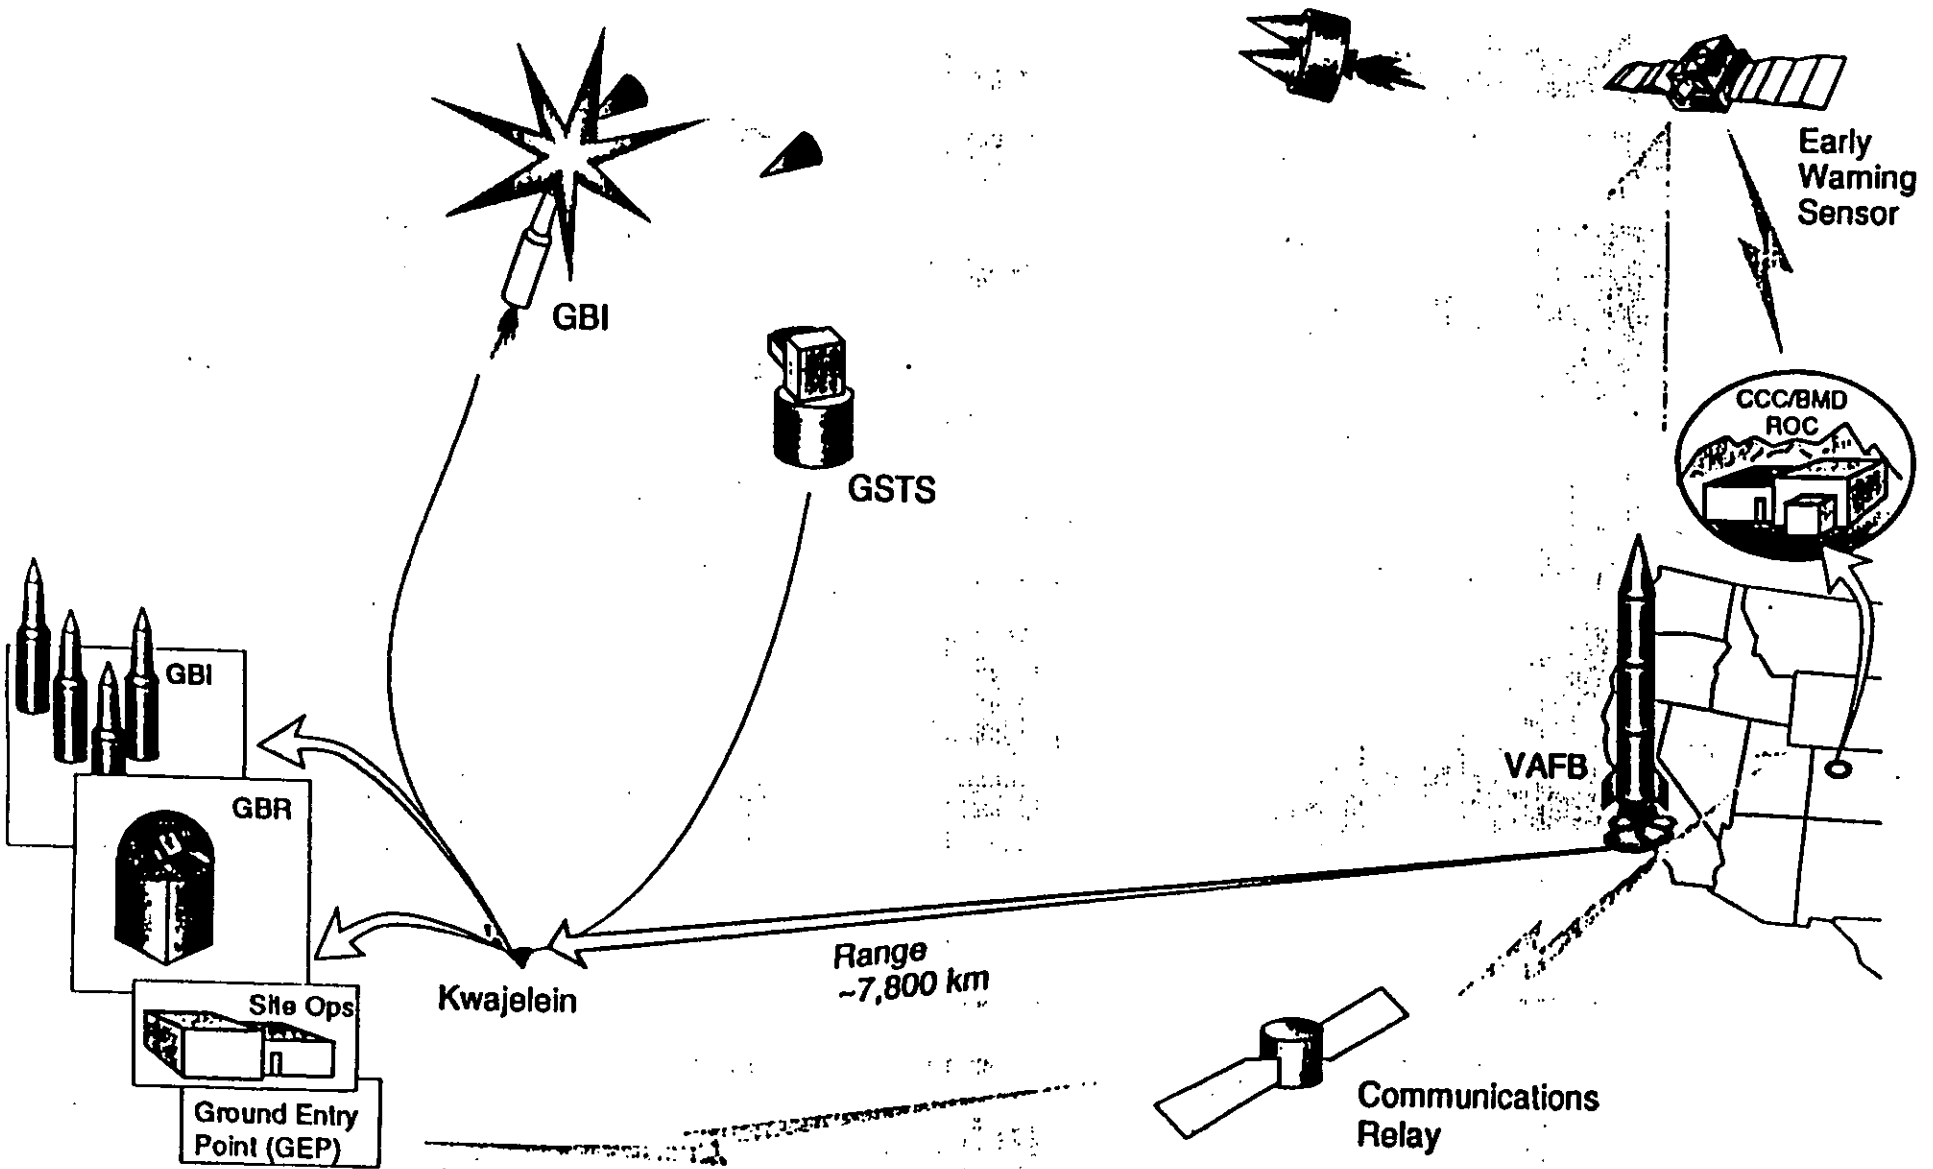 Early
Warning
Sensor
GBI
CCC/BMD
ROC
GSTS
GBI
VAFB
GBR
Range
~7,800 km
Kwajelein
Site Ops
Communications
Relay
Ground Entry
Point (GEP)